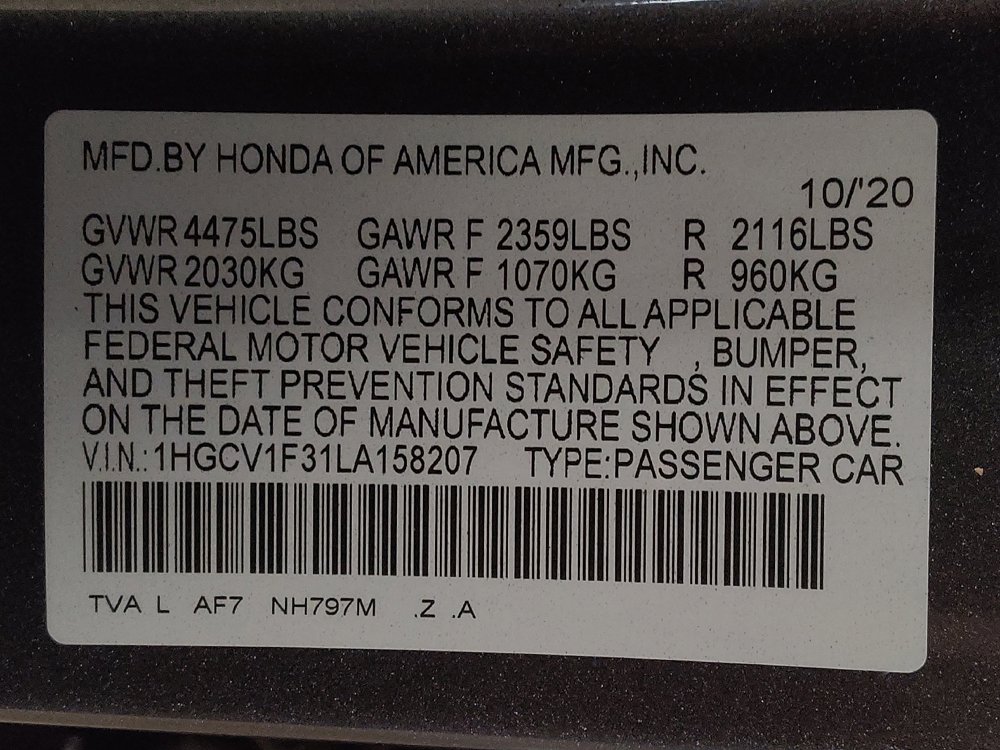 MFD.BY HONDA OF AMERICA MFG.,INC.
10/'20
GVWR 4475LBS GAWR F 2359LBS R 2116LBS
GVWR 2030KG GAWR F 1070KG R 960KG
THIS VEHICLE CONFORMS TO ALL APPLICABLE
FEDERAL MOTOR VEHICLE SAFETY , BUMPER,
AND THEFT PREVENTION STANDARDS IN EFFECT
ON THE DATE OF MANUFACTURE SHOWN ABOVE.
V.I.N.: 1HGCV1F31LA158207 TYPE:PASSENGER CAR
TVA L AF7 NH797M .Z .A